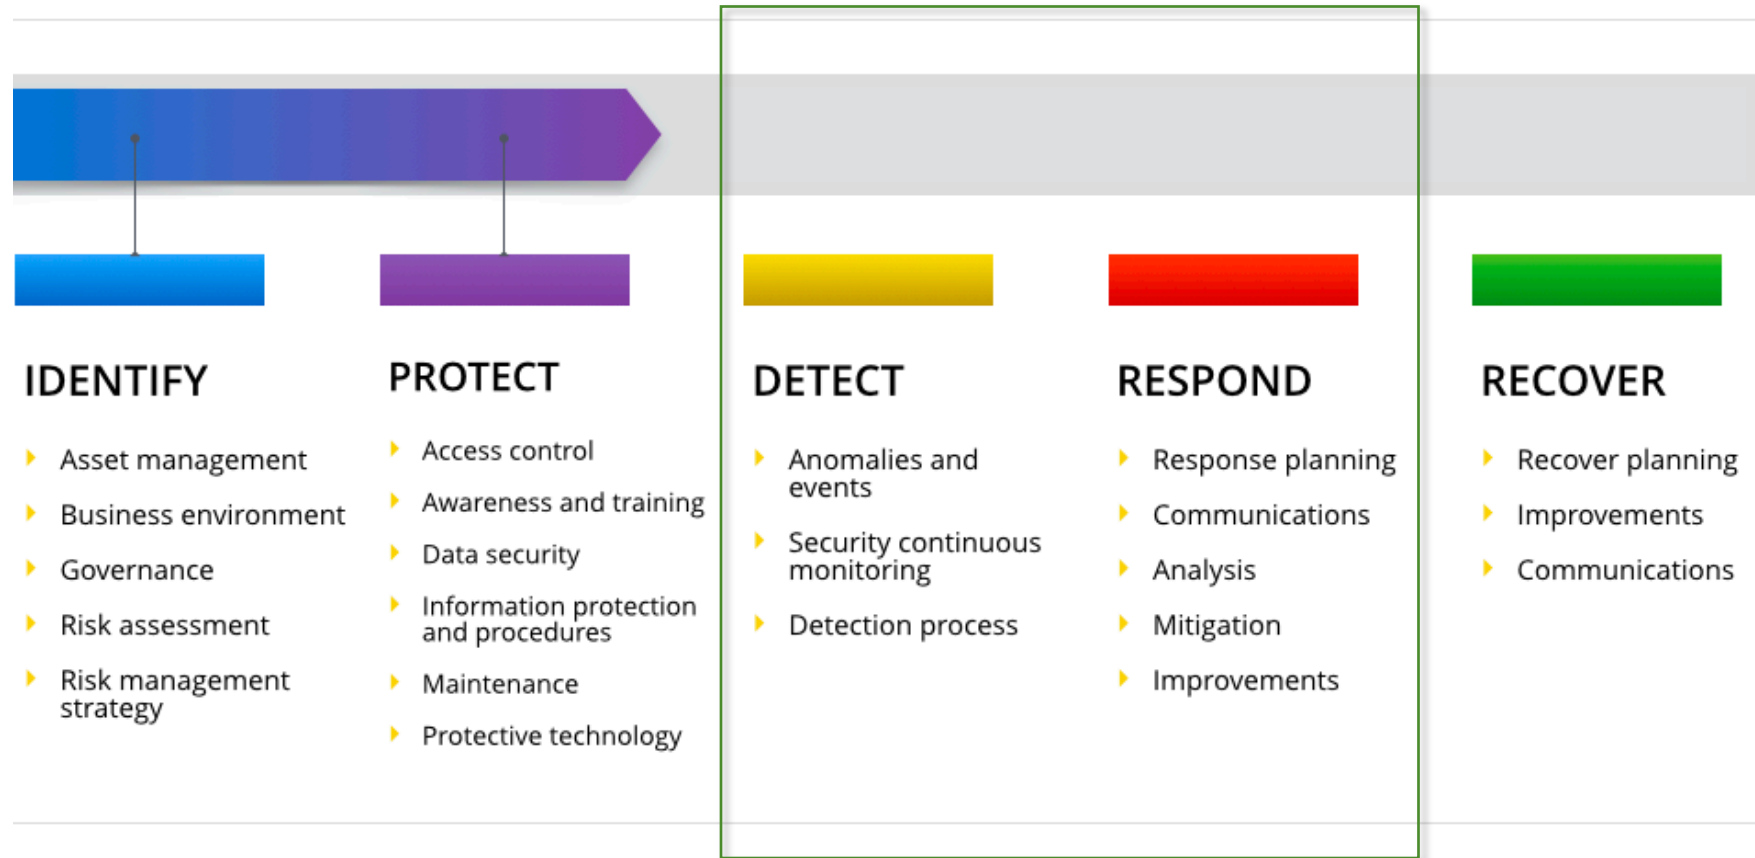 IDENTIFY
Asset management
Business environment
Governance
Risk assessment
Risk management
strategy
PROTECT
Access control
Awareness and training
Data security
Information protection
and procedures
Maintenance
Protective technology
DETECT
Anomalies and
events
Security continuous
monitoring
Detection process
RESPOND
Response planning
Communications
Analysis
Mitigation
Improvements
RECOVER
Recover planning
Improvements
Communications